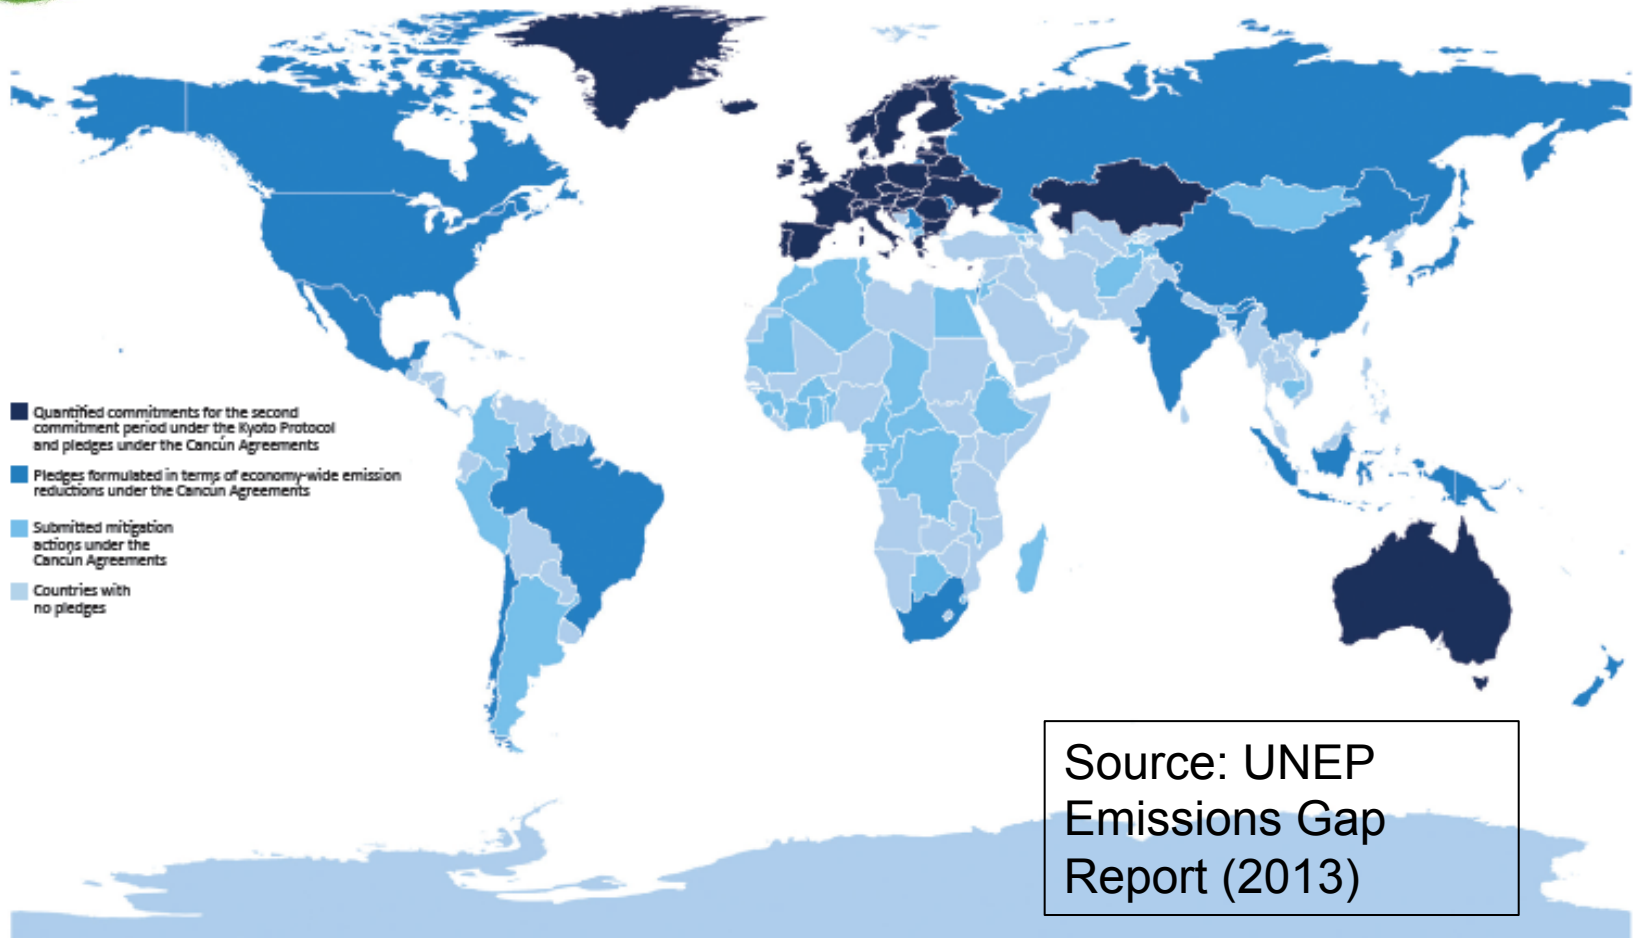 Quantified commitments for the second
commitment period under the Kyoto Protocol
and pledges under the Cancún Agreements
Pledges formulated in terms of economy-wide emission
reductions under the Cancún Agreements
Submitted mitigation
actions under the
Cancún Agreements
Countries with
no pledges
Source: UNEP
Emissions Gap
Report (2013)